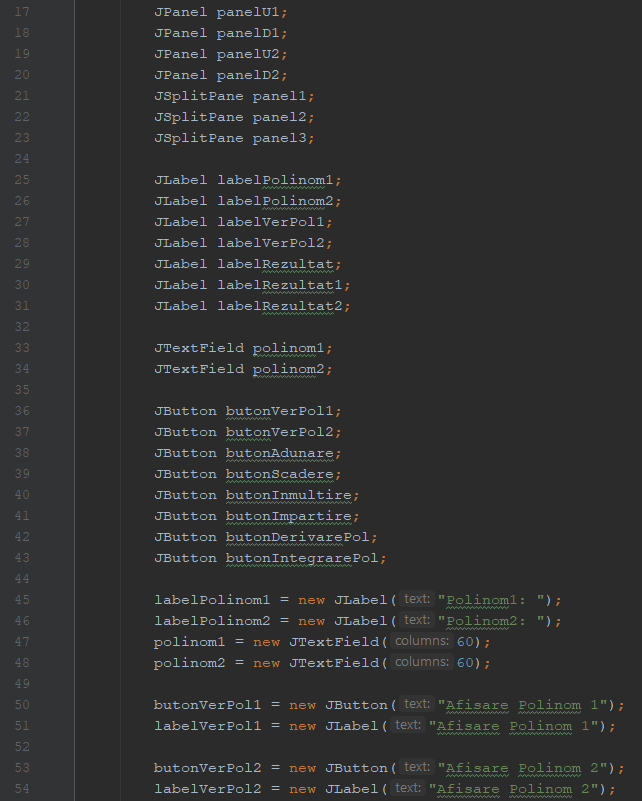 17 JPanel panelU1;
18 JPanel panelD1;
19 JPanel panelU2;
20 JPanel panelD2;
21 JSplitPane panel1;
22 JSplitPane panel2;
23 JSplitPane panel3;
24
25 JLabel labelPolinom1;
26 JLabel labelPolinom2;
27 JLabel labelVerPol1;
28 JLabel labelVerPol2;
29 JLabel labelRezultat;
30 JLabel labelRezultat1;
31 JLabel labelRezultat2;
32
33 JTextField polinom1;
34 JTextField polinom2;
35
36 JButton butonVerPol1;
37 JButton butonVerPol2;
38 JButton butonAdunare;
39 JButton butonScadere;
40 JButton butonInmultire;
41 JButton butonImpartire;
42 JButton butonDerivarePol;
43 JButton butonIntegrarePol;
44
45 labelPolinom1 = new JLabel( text: "Polinom1: ");
46 labelPolinom2 = new JLabel( text: "Polinom2: ");
47 polinom1 = new JTextField( columns: 60);
48 polinom2 = new JTextField( columns: 60);
49
50 butonVerPol1 = new JButton( text: "Afisare Polinom 1");
51 labelVerPol1 = new JLabel( text: "Afisare Polinom 1");
52
53 butonVerPol2 = new JButton( text: "Afisare Polinom 2");
54 labelVerPol2 = new JLabel( text: "Afisare Polinom 2");